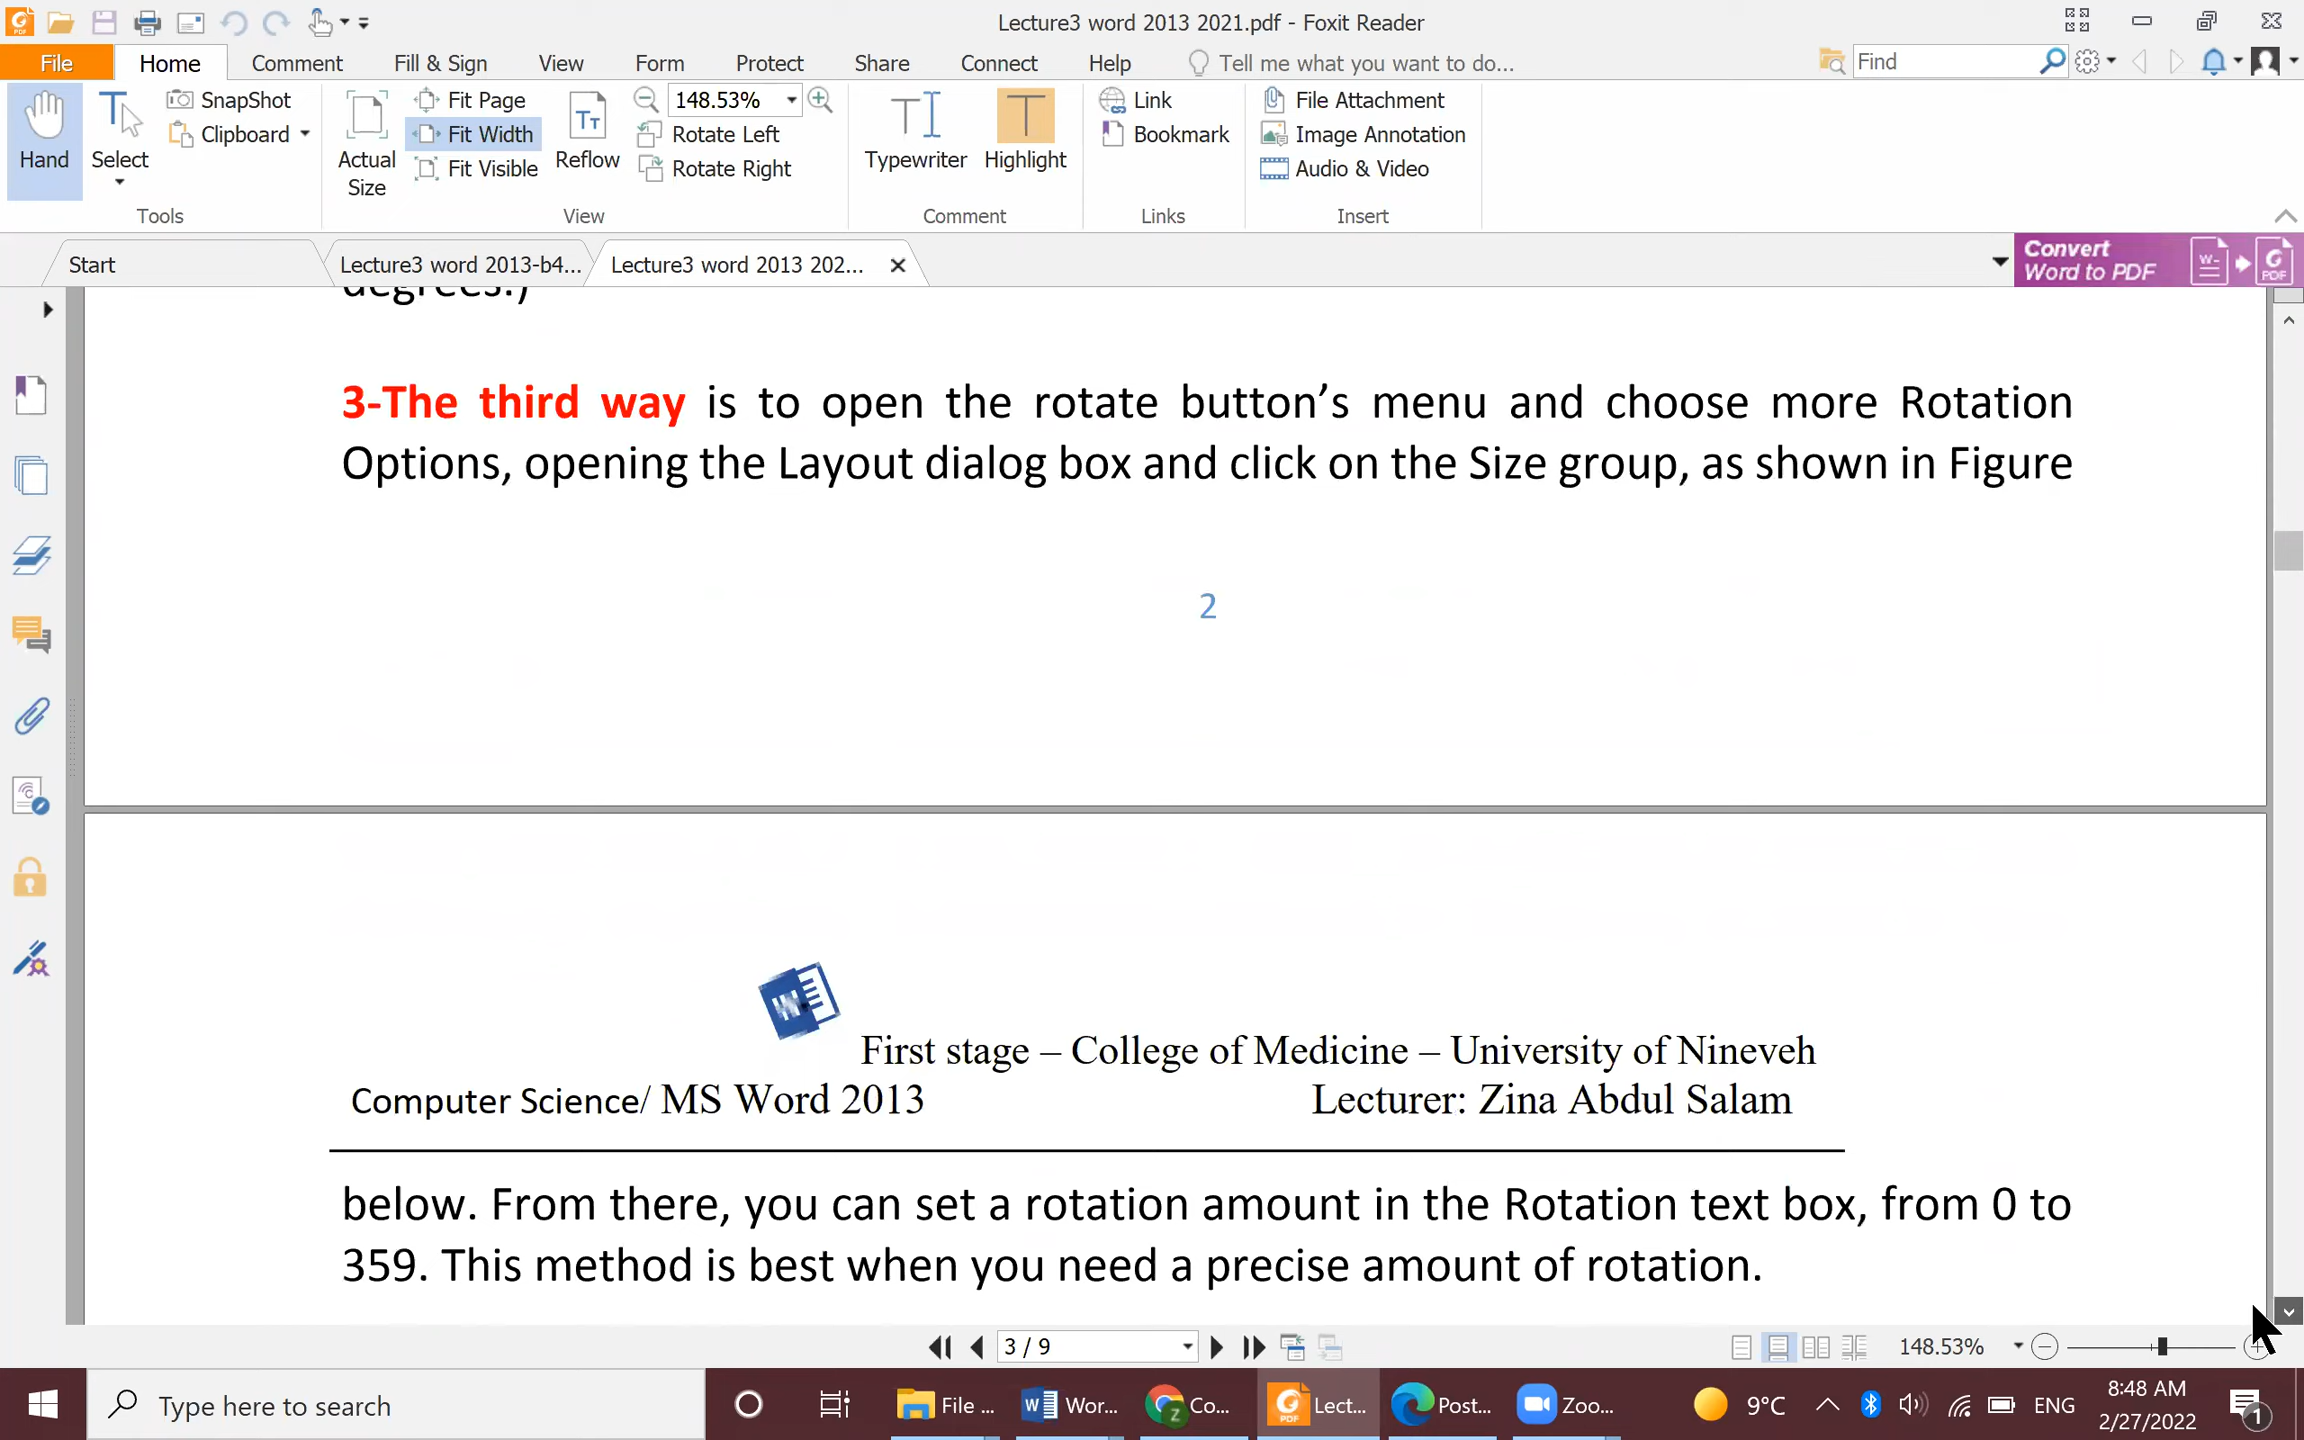 Lecture3 word 2013 2021.pdf - Foxit Reader
File Home Comment Fill & Sign View Form Protect Share Connect Help Tell me what you want to do... Find
Hand
Select
SnapShot
Clipboard
Tools
Actual Size
Fit Page
Fit Width
Fit Visible
Reflow
148.53%
Rotate Left
Rotate Right
View
Typewriter
Highlight
Comment
Link
Bookmark
Links
File Attachment
Image Annotation
Audio & Video
Insert
Start Lecture3 word 2013-b4... Lecture3 word 2013 202...
Convert
Word to PDF
degrees.)
3-The third way is to open the rotate button’s menu and choose more Rotation
Options, opening the Layout dialog box and click on the Size group, as shown in Figure
2
First stage – College of Medicine – University of Nineveh
Computer Science/ MS Word 2013 Lecturer: Zina Abdul Salam
below. From there, you can set a rotation amount in the Rotation text box, from 0 to
359. This method is best when you need a precise amount of rotation.
3 / 9 148.53%
Type here to search File ... Wor... Co... Lect... Post... Zoo... 9°C ENG 8:48 AM
2/27/2022 1